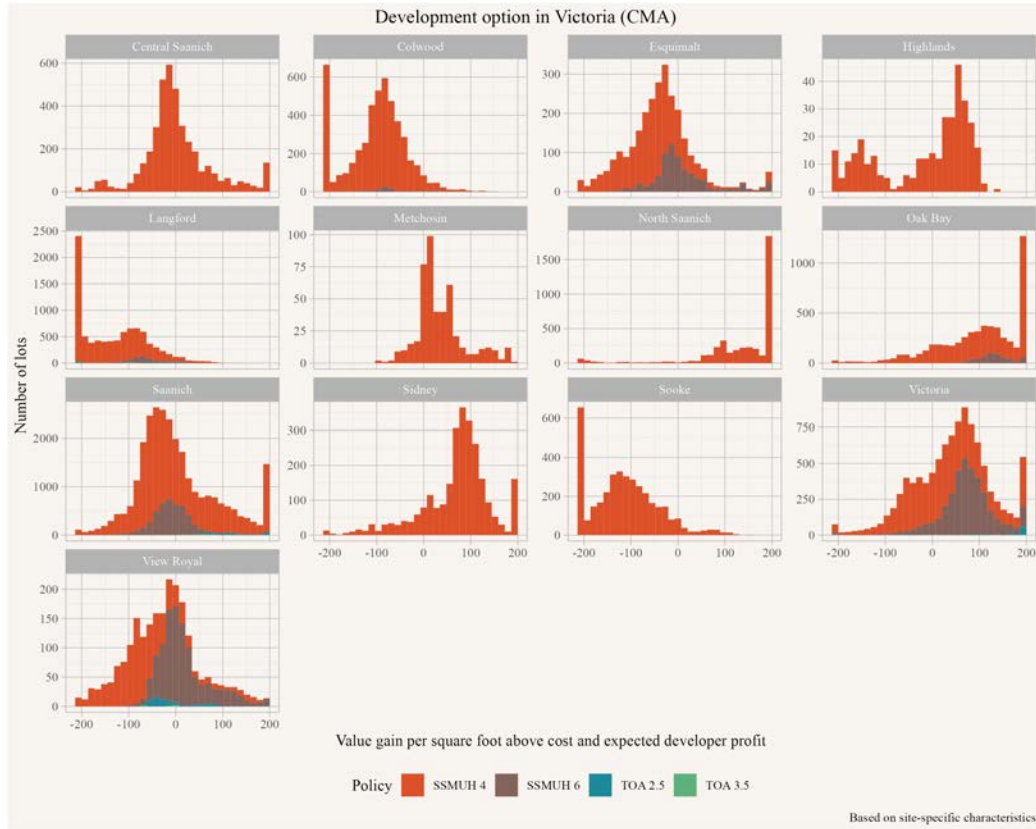 Development option in Victoria (CMA)
Central Saanich
Colwood
Esquimalt
Highlands
600
400
200
0
600
400
200
0
300
200
100
0
40
30
20
10
0
Langford
Metchosin
North Saanich
Oak Bay
2500
2000
1500
1000
500
0
100
75
50
25
0
1500
1000
500
0
1000
500
0
Number of lots
Saanich
Sidney
Sooke
Victoria
2000
1000
0
300
200
100
0
600
400
200
0
750
500
250
0
-200 -100 0 100 200
-200 -100 0 100 200
-200 -100 0 100 200
View Royal
200
150
100
50
0
-200 -100 0 100 200
Value gain per square foot above cost and expected developer profit
Policy SSMUH 4 SSMUH 6 TOA 2.5 TOA 3.5
Based on site-specific characteristics